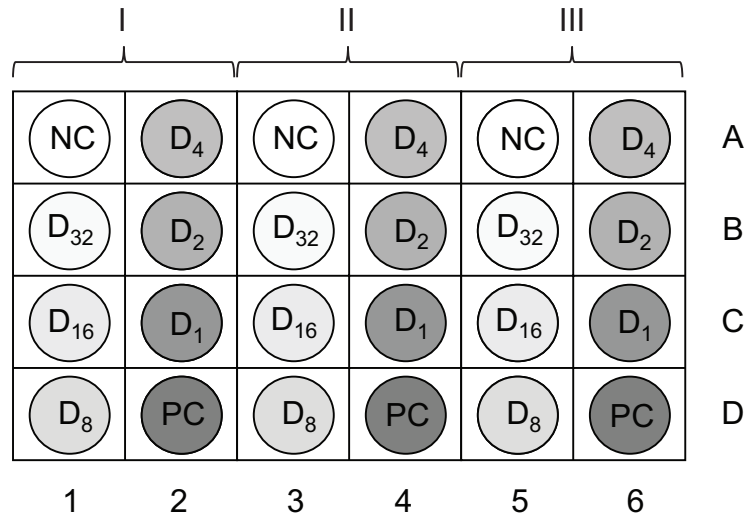 I II III
NC D₄ NC D₄ NC D₄ A
D₃₂ D₂ D₃₂ D₂ D₃₂ D₂ B
D₁₆ D₁ D₁₆ D₁ D₁₆ D₁ C
D₈ PC D₈ PC D₈ PC D
1 2 3 4 5 6